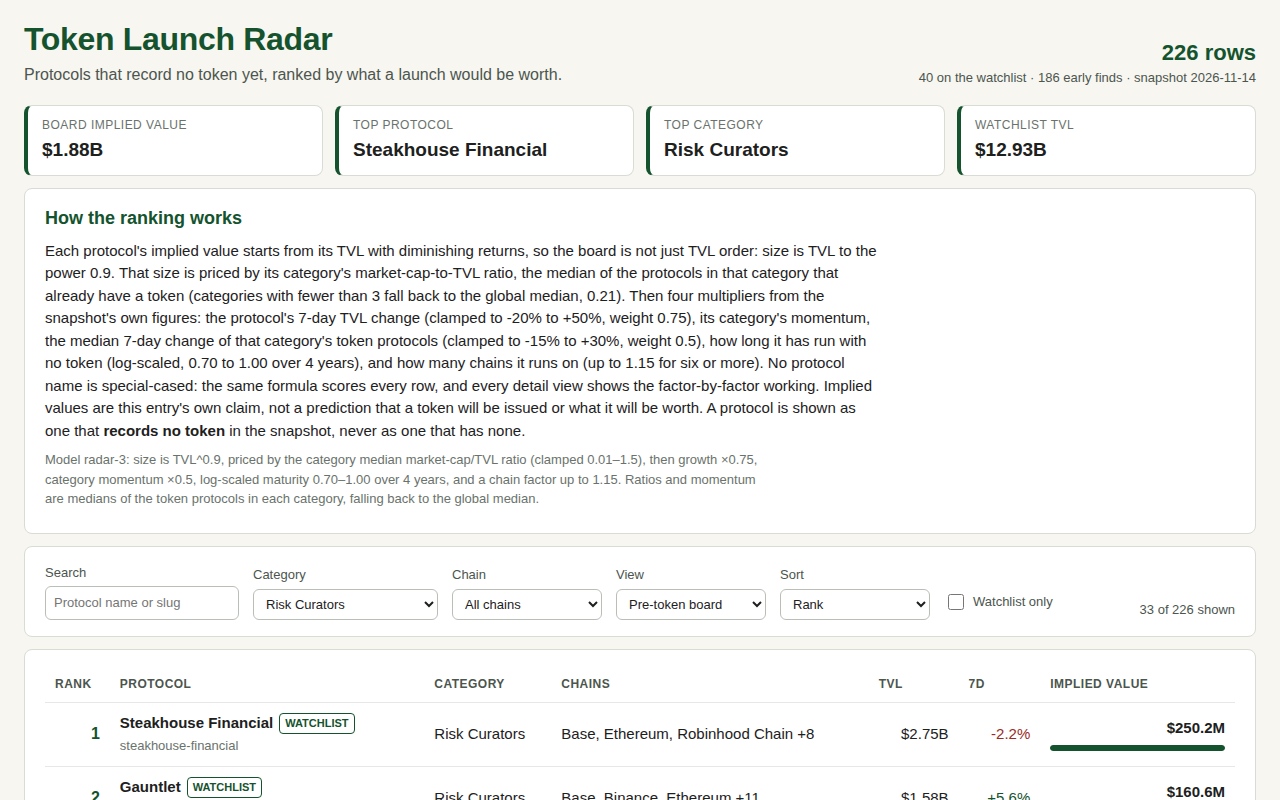 Token Launch Radar
Protocols that record no token yet, ranked by what a launch would be worth.
226 rows
40 on the watchlist · 186 early finds · snapshot 2026-11-14
BOARD IMPLIED VALUE
$1.88B
TOP PROTOCOL
Steakhouse Financial
TOP CATEGORY
Risk Curators
WATCHLIST TVL
$12.93B
How the ranking works
Each protocol's implied value starts from its TVL with diminishing returns, so the board is not just TVL order: size is TVL to the
power 0.9. That size is priced by its category's market-cap-to-TVL ratio, the median of the protocols in that category that
already have a token (categories with fewer than 3 fall back to the global median, 0.21). Then four multipliers from the
snapshot's own figures: the protocol's 7-day TVL change (clamped to -20% to +50%, weight 0.75), its category's momentum,
the median 7-day change of that category's token protocols (clamped to -15% to +30%, weight 0.5), how long it has run with
no token (log-scaled, 0.70 to 1.00 over 4 years), and how many chains it runs on (up to 1.15 for six or more). No protocol
name is special-cased: the same formula scores every row, and every detail view shows the factor-by-factor working. Implied
values are this entry's own claim, not a prediction that a token will be issued or what it will be worth. A protocol is shown as
one that records no token in the snapshot, never as one that has none.
Model radar-3: size is TVL^0.9, priced by the category median market-cap/TVL ratio (clamped 0.01–1.5), then growth ×0.75,
category momentum ×0.5, log-scaled maturity 0.70–1.00 over 4 years, and a chain factor up to 1.15. Ratios and momentum
are medians of the token protocols in each category, falling back to the global median.
Search
Protocol name or slug
Category
Risk Curators
Chain
All chains
View
Pre-token board
Sort
Rank
Watchlist only
33 of 226 shown
RANK PROTOCOL CATEGORY CHAINS TVL 7D IMPLIED VALUE
1 Steakhouse Financial WATCHLIST Risk Curators Base, Ethereum, Robinhood Chain +8 $2.75B -2.2% $250.2M
steakhouse-financial
2 Gauntlet WATCHLIST Risk Curators Base, Binance, Ethereum +11 $1.58B +5.6% $160.6M